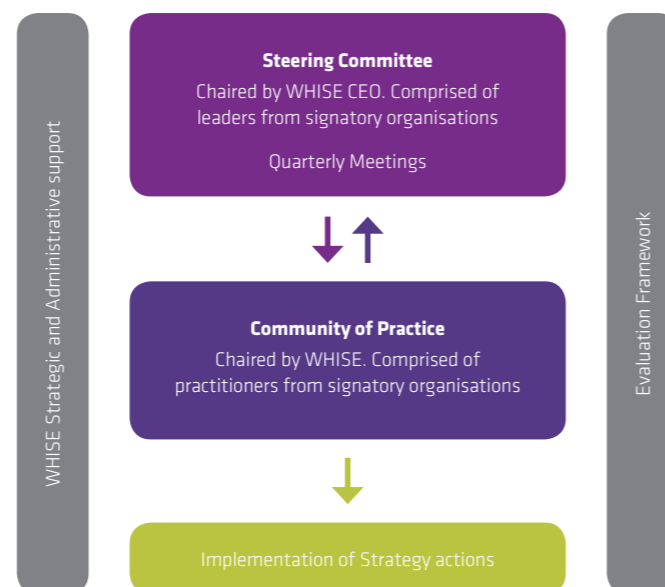 WHISE Strategic and Administrative support
Steering Committee
Chaired by WHISE CEO. Comprised of
leaders from signatory organisations
Quarterly Meetings
Community of Practice
Chaired by WHISE. Comprised of
practitioners from signatory organisations
Implementation of Strategy actions
Evaluation Framework